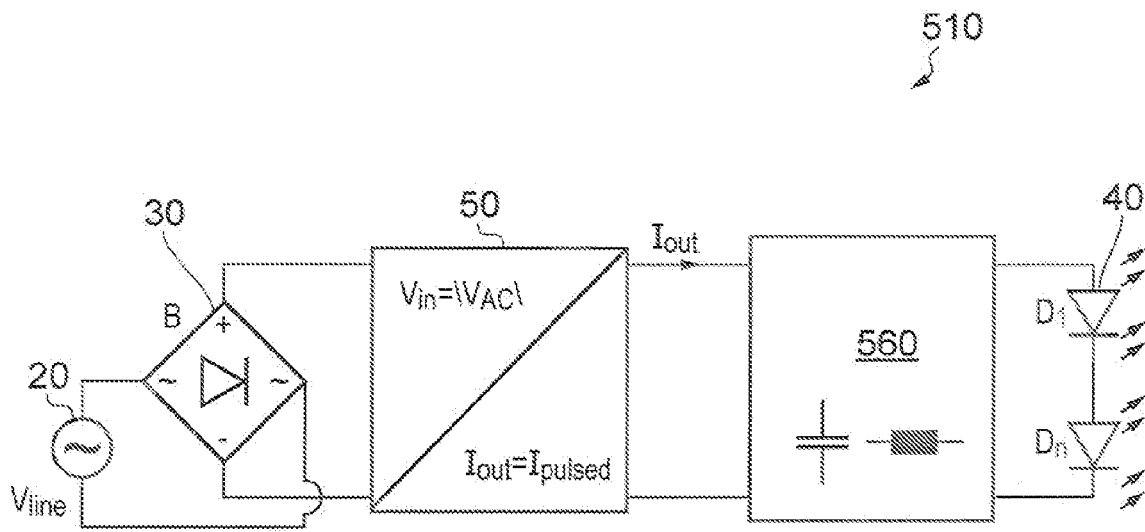 510
30
50
40
B
+
~
~
-
20
~
Vline
Vin=\VAC\
Iout=Ipulsed
Iout
560
D1
Dn